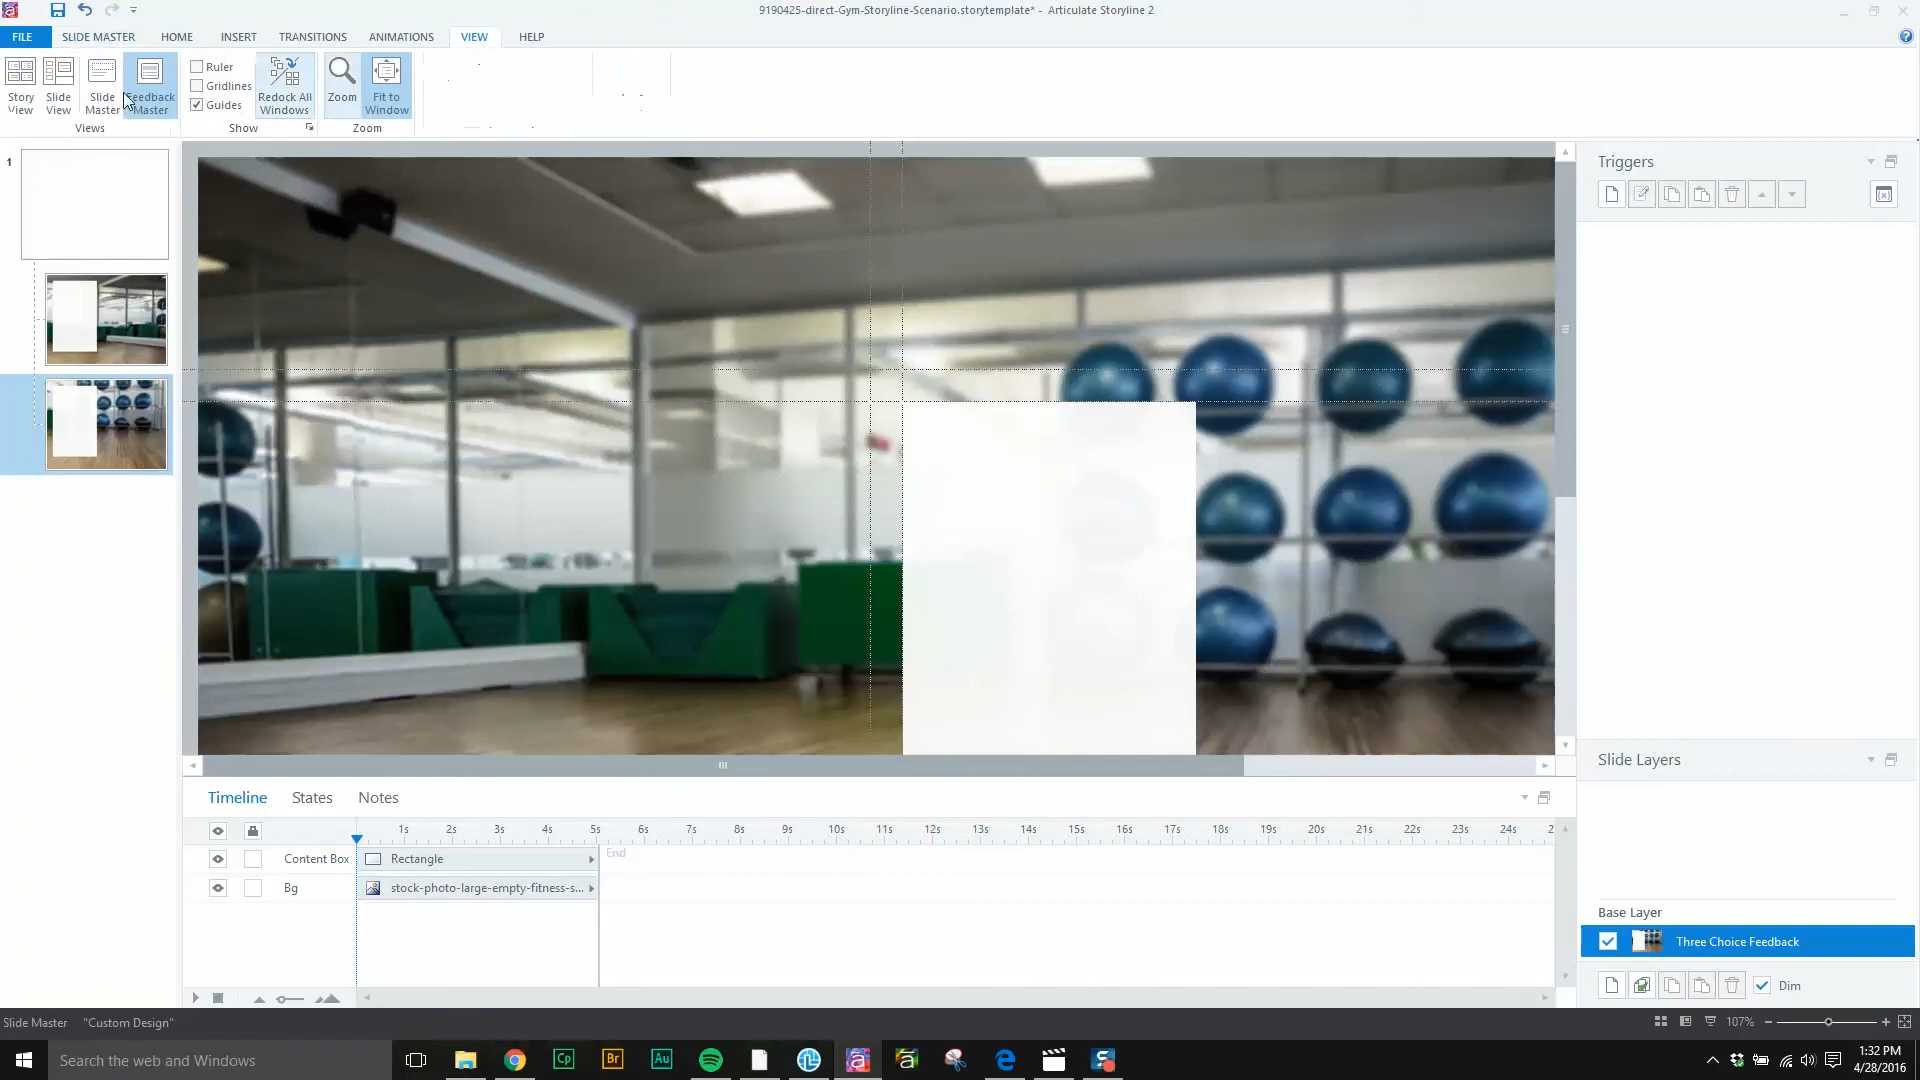 9190425-direct-Gym-Storyline-Scenario.storytemplate* - Articulate Storyline 2
FILE SLIDE MASTER HOME INSERT TRANSITIONS ANIMATIONS VIEW HELP
Story View
Slide View
Slide Master
Feedback Master
Views
Ruler
Gridlines
Guides
Redock All Windows
Show
Zoom
Fit to Window
Zoom
1
Triggers
Slide Layers
Base Layer
Three Choice Feedback
Dim
Timeline States Notes
1s 2s 3s 4s 5s 6s 7s 8s 9s 10s 11s 12s 13s 14s 15s 16s 17s 18s 19s 20s 21s 22s 23s 24s 2
Content Box Rectangle End
Bg stock-photo-large-empty-fitness-s...
Slide Master "Custom Design" 107%
Search the web and Windows
Cp Br Au
1:32 PM
4/28/2016